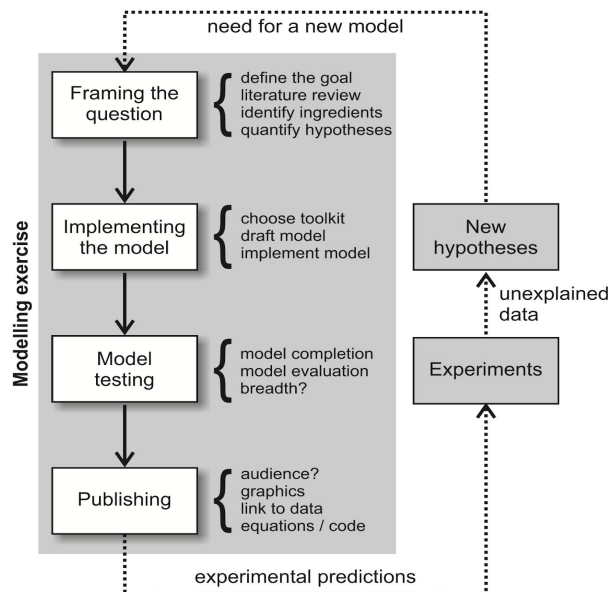 need for a new model
Framing the
question
define the goal
literature review
identify ingredients
quantify hypotheses
Implementing
the model
choose toolkit
draft model
implement model
Model
testing
model completion
model evaluation
breadth?
Publishing
audience?
graphics
link to data
equations / code
Modelling exercise
experimental predictions
Experiments
unexplained
data
New
hypotheses